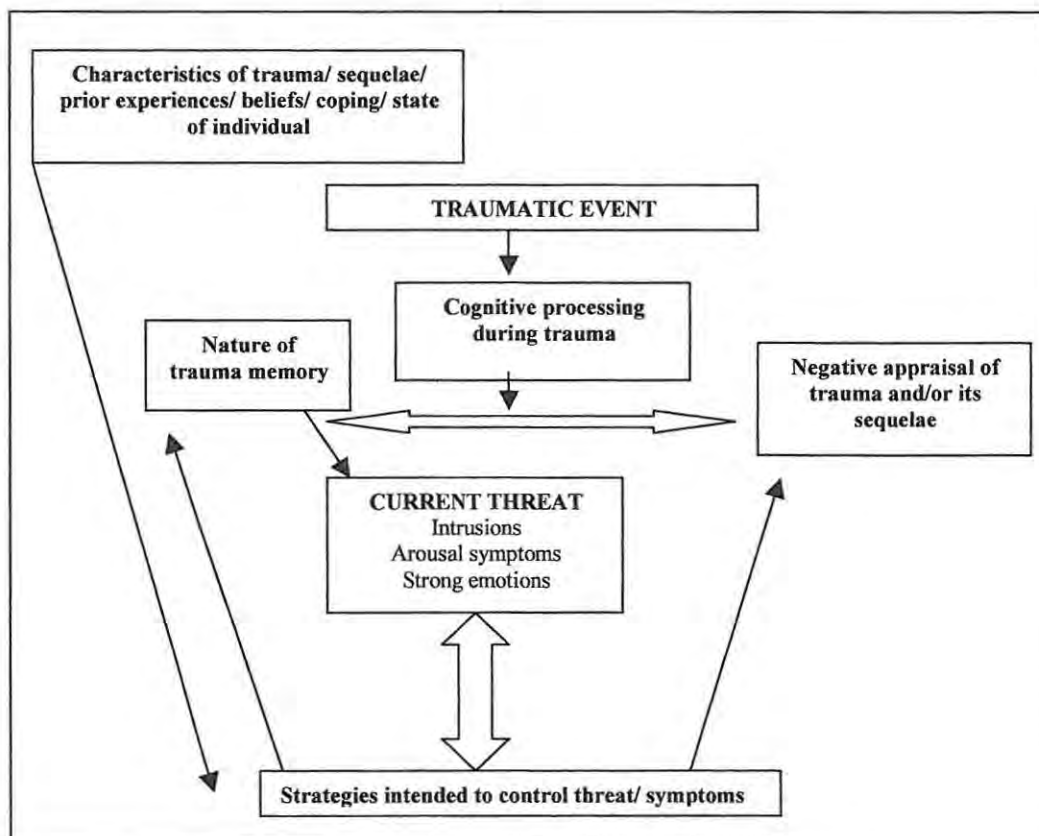 Characteristics of trauma/ sequelae/
prior experiences/ beliefs/ coping/ state
of individual
TRAUMATIC EVENT
Cognitive processing
during trauma
Nature of
trauma memory
Negative appraisal of
trauma and/or its
sequelae
CURRENT THREAT
Intrusions
Arousal symptoms
Strong emotions
Strategies intended to control threat/ symptoms